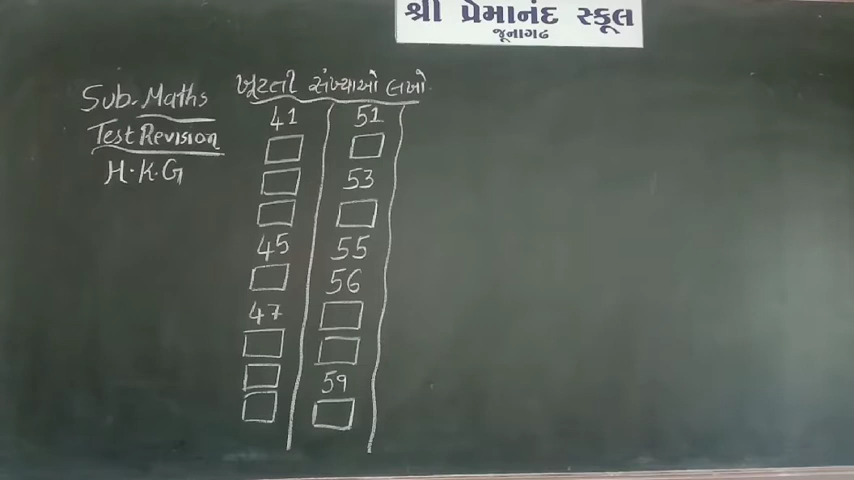 શ્રી પ્રેમાનંદ સ્કૂલ
જૂનાગઢ
Sub. Maths
Test Revision
H.K.G
ખૂટતી સંખ્યાઓ લખો.
41 51
53
45 55
56
47
59